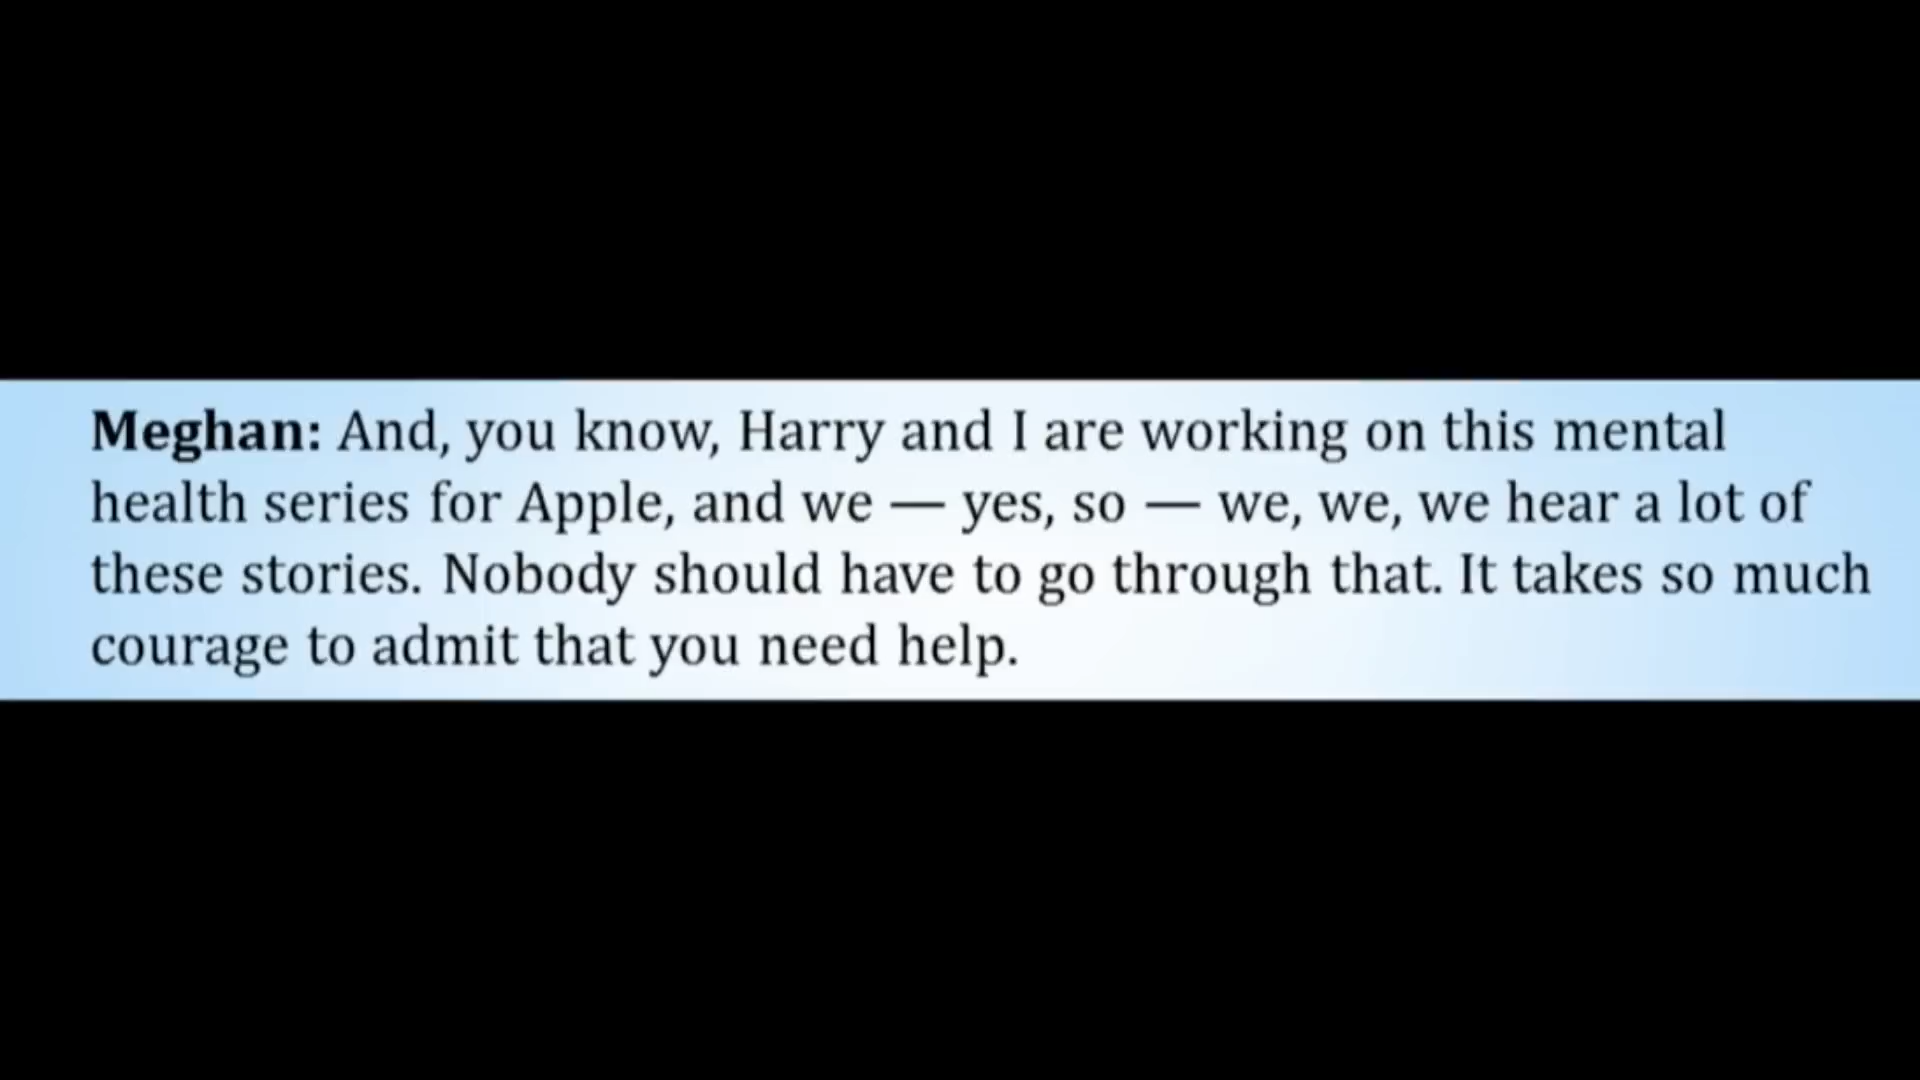 Meghan: And, you know, Harry and I are working on this mental
health series for Apple, and we — yes, so — we, we, we hear a lot of
these stories. Nobody should have to go through that. It takes so much
courage to admit that you need help.